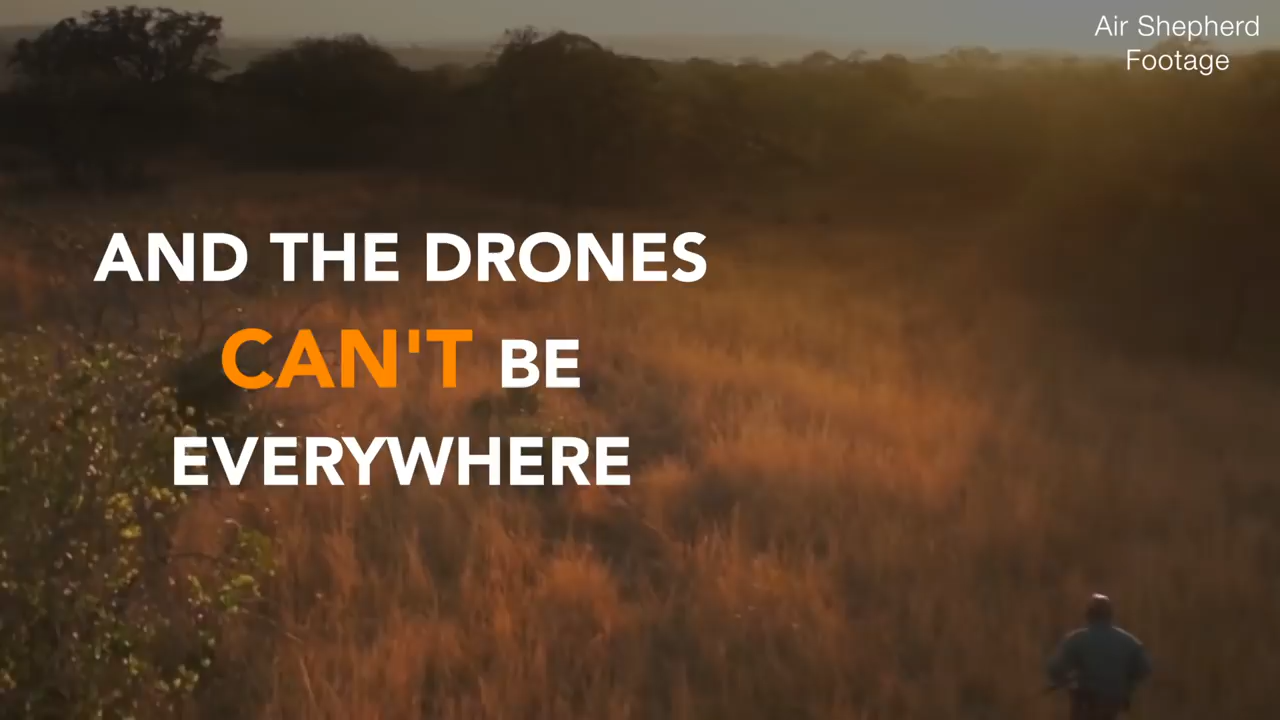 Air Shepherd
Footage
AND THE DRONES
CAN'T BE
EVERYWHERE